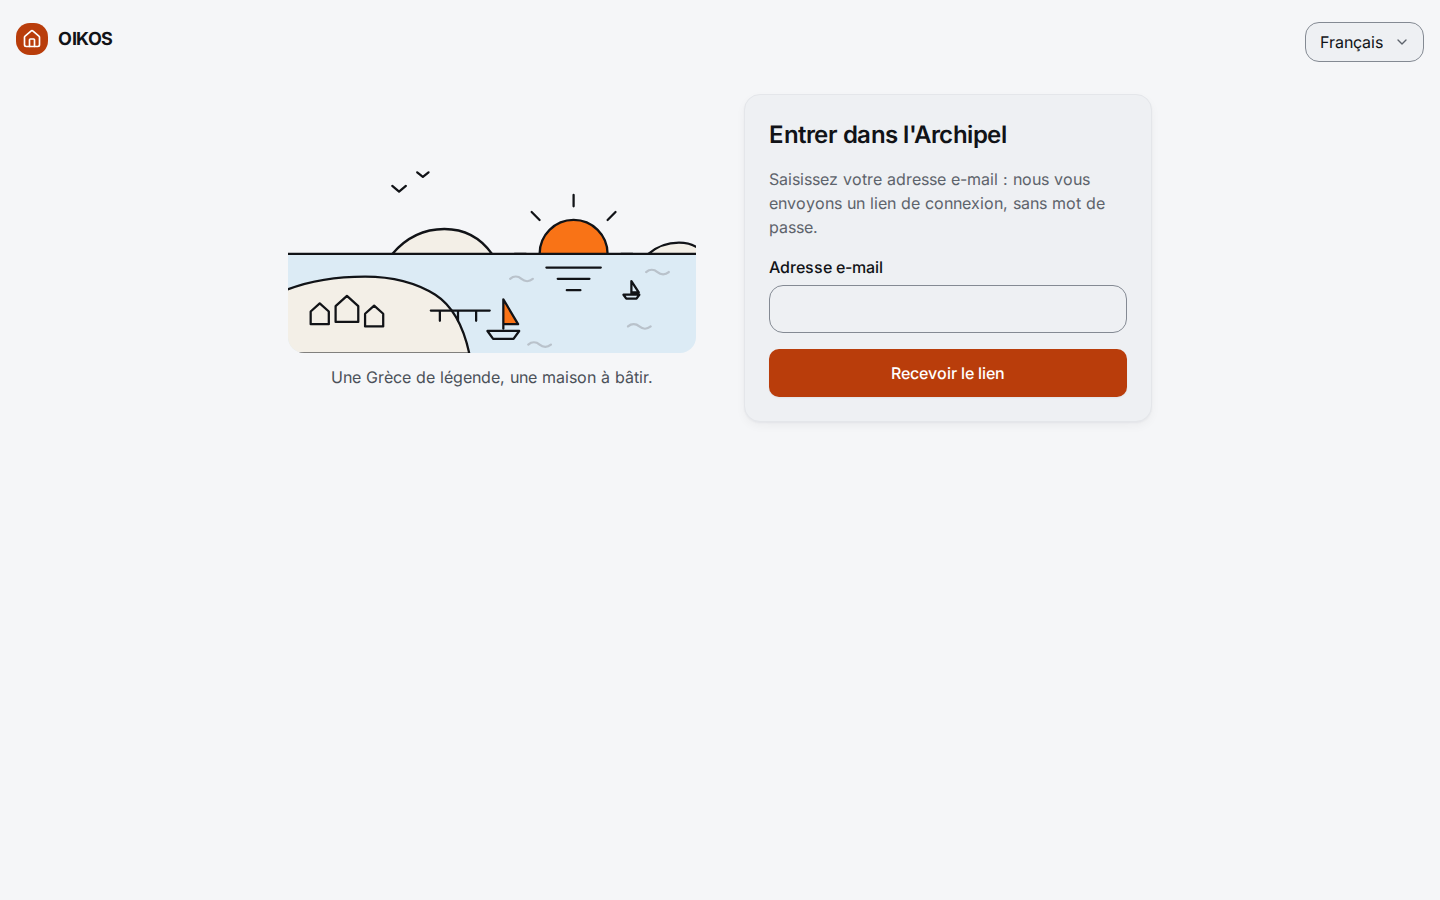 OIKOS
Français
Entrer dans l'Archipel
Saisissez votre adresse e-mail : nous vous
envoyons un lien de connexion, sans mot de
passe.
Adresse e-mail
Recevoir le lien
Une Grèce de légende, une maison à bâtir.